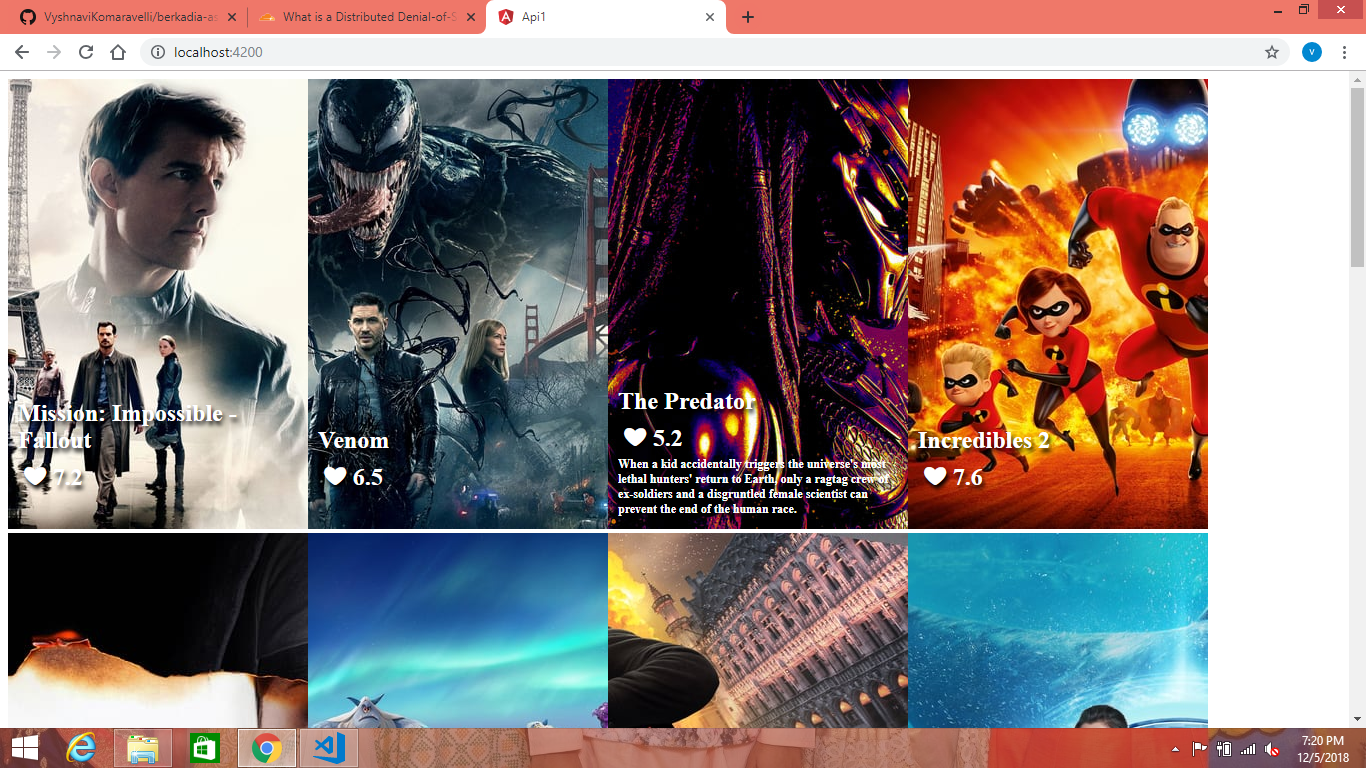 VyshnaviKomaravelli/berkadia-as
What is a Distributed Denial-of-S
Api1
localhost:4200
v
Mission: Impossible -
Fallout
7.2
Venom
6.5
The Predator
5.2
When a kid accidentally triggers the universe's most
lethal hunters' return to Earth, only a ragtag crew of
ex-soldiers and a disgruntled female scientist can
prevent the end of the human race.
Incredibles 2
7.6
7:20 PM
12/5/2018